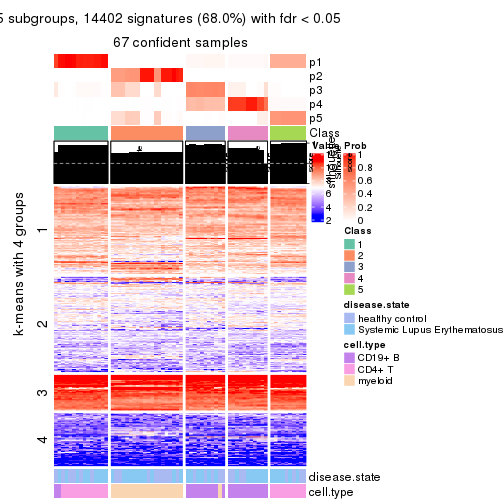 5 subgroups, 14402 signatures (68.0%) with fdr < 0.05
67 confident samples
p1
p2
p3
p4
p5
Class
k-means with 4 groups
1
2
3
4
Value
6
4
2
Prob
1
0.8
0.6
0.4
0.2
0
Class
1
2
3
4
5
disease.state
healthy control
Systemic Lupus Erythematosus
cell.type
CD19+ B
CD4+ T
myeloid
disease.state
cell.type